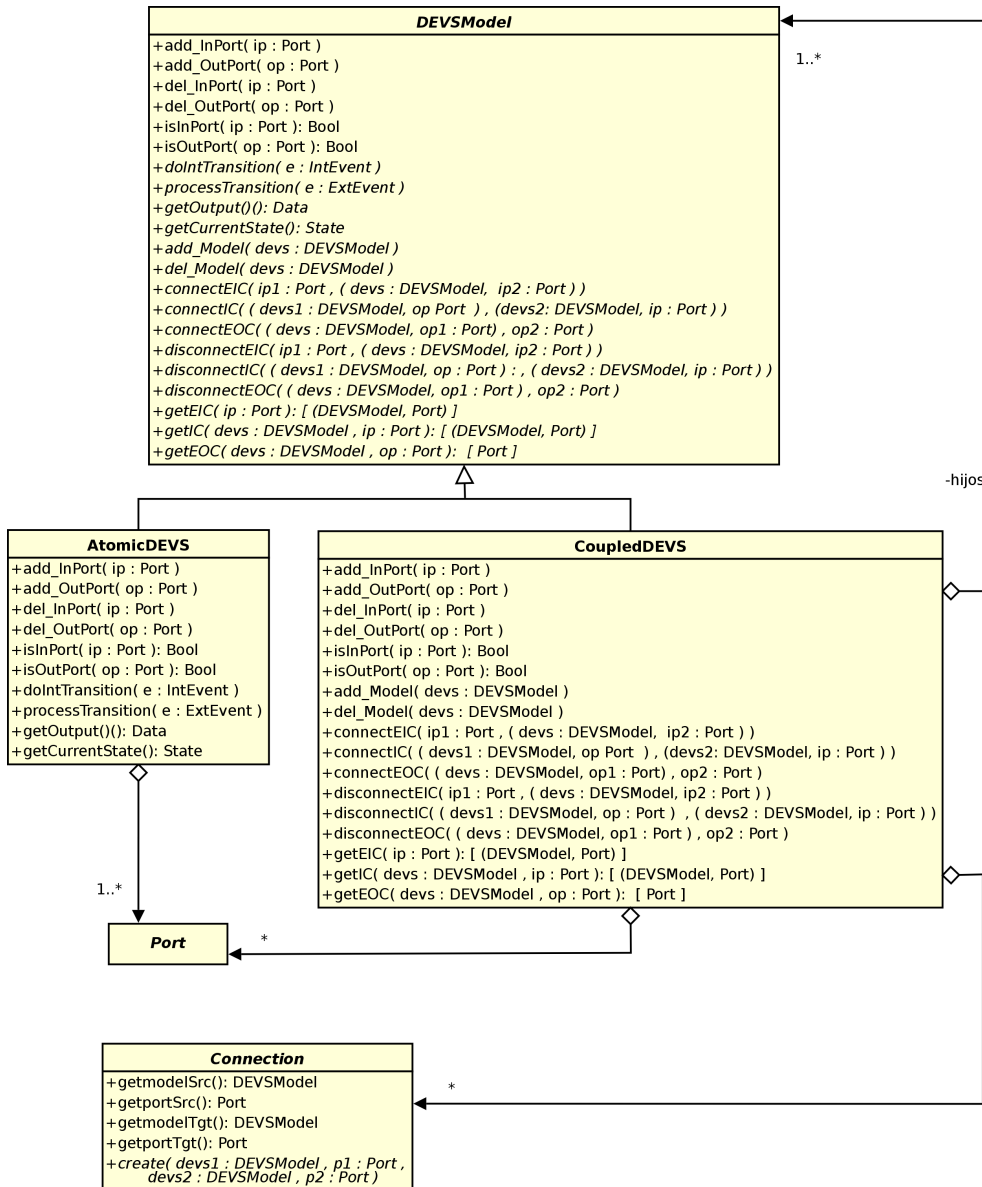 DEVSModel
+add_InPort( ip : Port )
+add_OutPort( op : Port )
+del_InPort( ip : Port )
+del_OutPort( op : Port )
+isInPort( ip : Port ): Bool
+isOutPort( op : Port ): Bool
+doIntTransition( e : IntEvent )
+processTransition( e : ExtEvent )
+getOutput()(): Data
+getCurrentState(): State
+add_Model( devs : DEVSModel )
+del_Model( devs : DEVSModel )
+connectEIC( ip1 : Port , ( devs : DEVSModel,  ip2 : Port ) )
+connectIC( ( devs1 : DEVSModel, op Port  ) , (devs2: DEVSModel, ip : Port ) )
+connectEOC( ( devs : DEVSModel, op1 : Port) , op2 : Port )
+disconnectEIC( ip1 : Port , ( devs : DEVSModel, ip2 : Port ) )
+disconnectIC( ( devs1 : DEVSModel, op : Port ) : , ( devs2 : DEVSModel, ip : Port ) )
+disconnectEOC( ( devs : DEVSModel, op1 : Port ) , op2 : Port )
+getEIC( ip : Port ): [ (DEVSModel, Port) ]
+getIC( devs : DEVSModel , ip : Port ): [ (DEVSModel, Port) ]
+getEOC( devs : DEVSModel , op : Port ):  [ Port ]
1..*
-hijos
AtomicDEVS
+add_InPort( ip : Port )
+add_OutPort( op : Port )
+del_InPort( ip : Port )
+del_OutPort( op : Port )
+isInPort( ip : Port ): Bool
+isOutPort( op : Port ): Bool
+doIntTransition( e : IntEvent )
+processTransition( e : ExtEvent )
+getOutput()(): Data
+getCurrentState(): State
CoupledDEVS
+add_InPort( ip : Port )
+add_OutPort( op : Port )
+del_InPort( ip : Port )
+del_OutPort( op : Port )
+isInPort( ip : Port ): Bool
+isOutPort( op : Port ): Bool
+add_Model( devs : DEVSModel )
+del_Model( devs : DEVSModel )
+connectEIC( ip1 : Port , ( devs : DEVSModel,  ip2 : Port ) )
+connectIC( ( devs1 : DEVSModel, op Port  ) , (devs2: DEVSModel, ip : Port ) )
+connectEOC( ( devs : DEVSModel, op1 : Port) , op2 : Port )
+disconnectEIC( ip1 : Port , ( devs : DEVSModel, ip2 : Port ) )
+disconnectIC( ( devs1 : DEVSModel, op : Port )  , ( devs2 : DEVSModel, ip : Port ) )
+disconnectEOC( ( devs : DEVSModel, op1 : Port ) , op2 : Port )
+getEIC( ip : Port ): [ (DEVSModel, Port) ]
+getIC( devs : DEVSModel , ip : Port ): [ (DEVSModel, Port) ]
+getEOC( devs : DEVSModel , op : Port ):  [ Port ]
1..*
Port
*
Connection
+getmodelSrc(): DEVSModel
+getportSrc(): Port
+getmodelTgt(): DEVSModel
+getportTgt(): Port
+create( devs1 : DEVSModel , p1 : Port ,
devs2 : DEVSModel , p2 : Port )
*